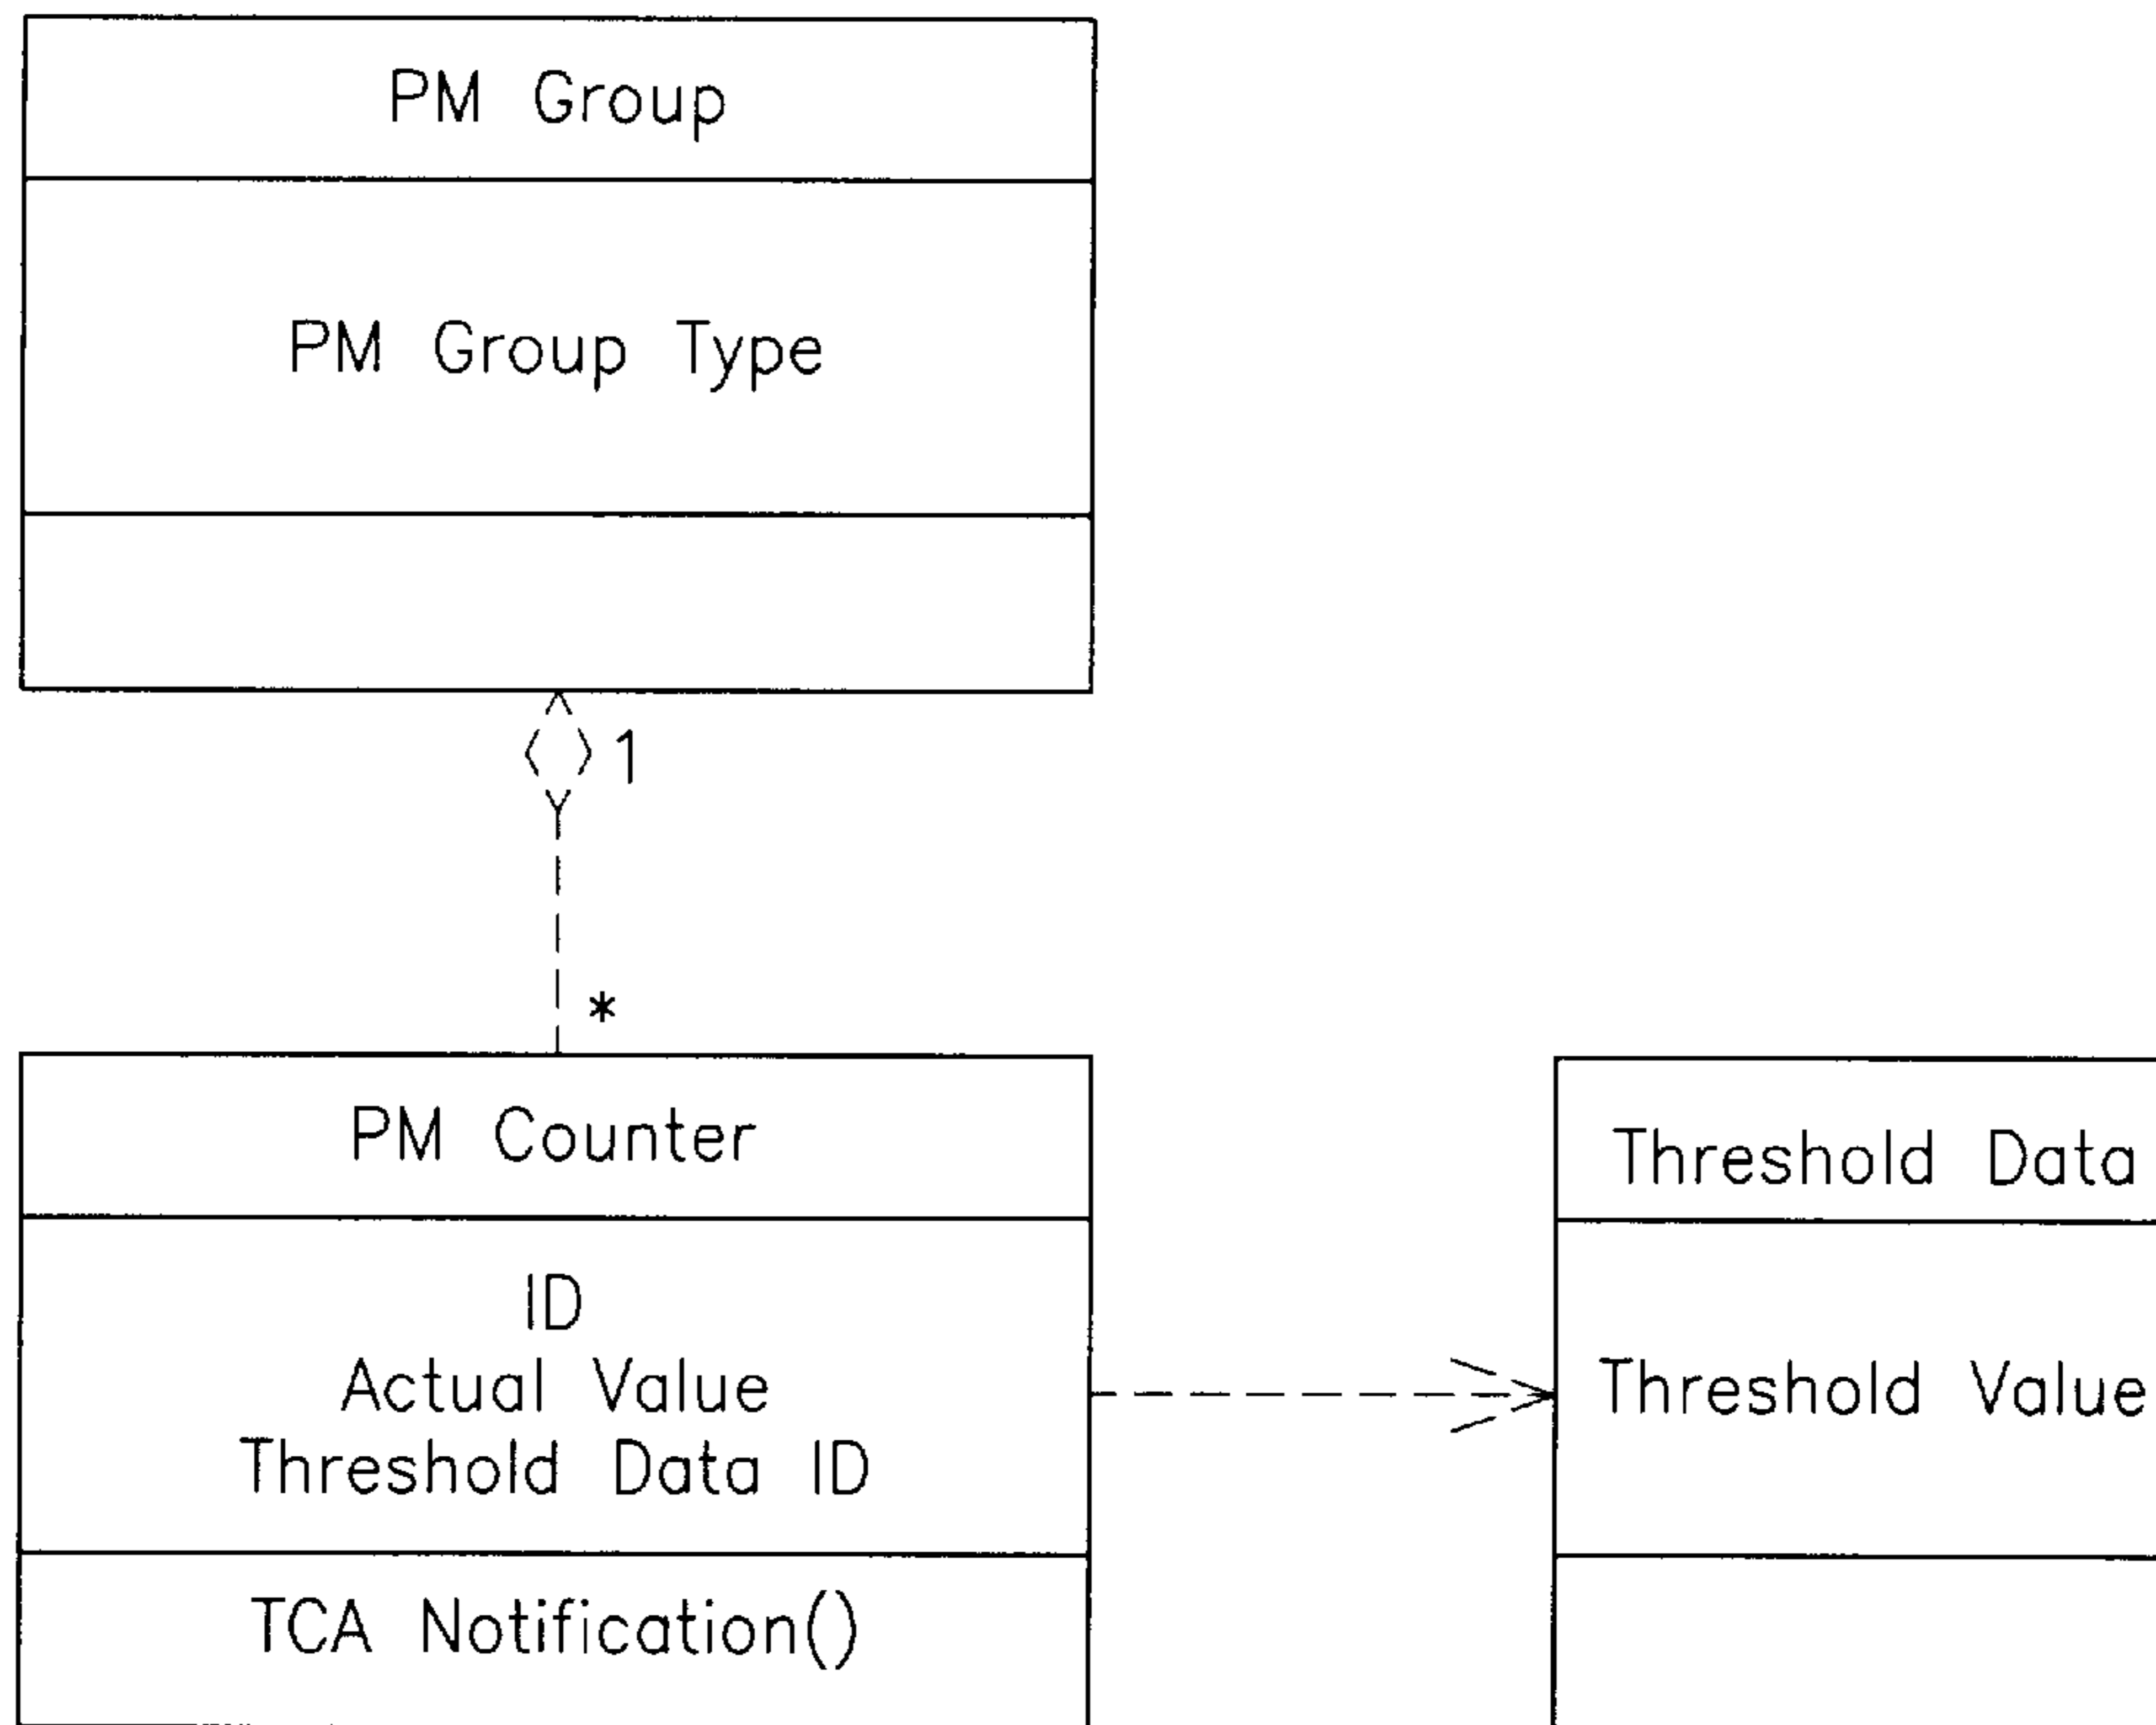 PM Group
PM Group Type
1
*
PM Counter
ID
Actual Value
Threshold Data ID
TCA Notification()
Threshold Data
Threshold Value